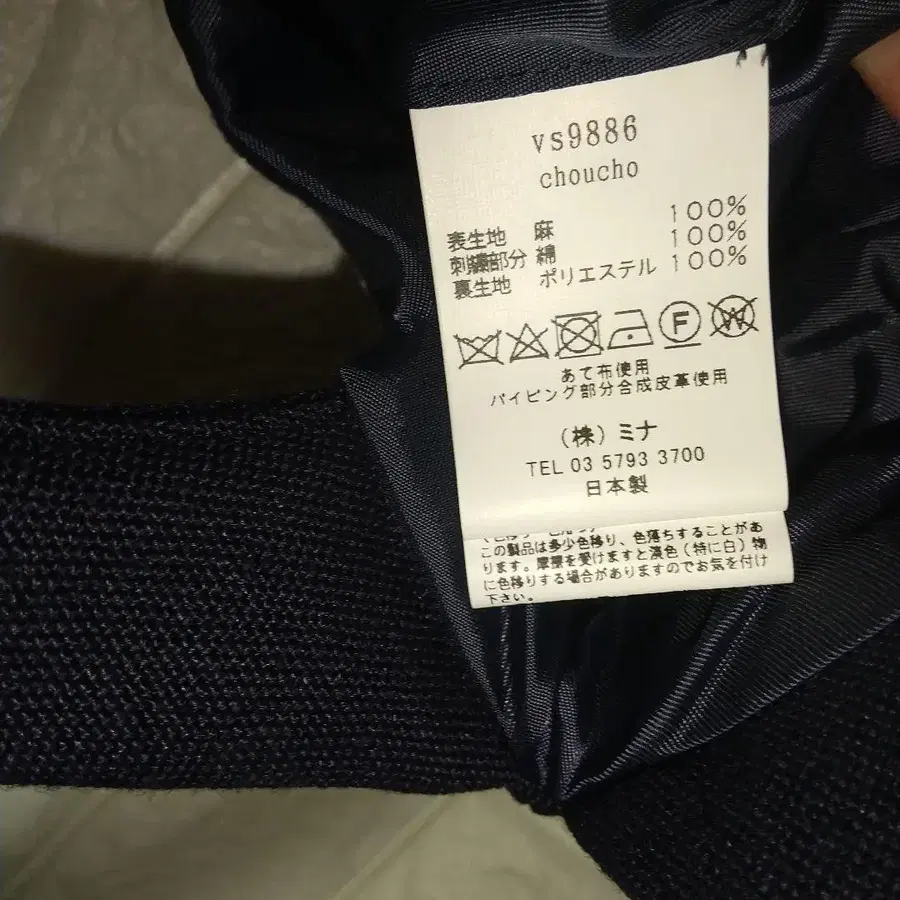 vs9886
choucho
表生地 麻 100%
刺繍部分 綿 100%
裏生地 ポリエステル 100%
F W
あて布使用
パイピング部分合成皮革使用
（株）ミナ
TEL 03 5793 3700
日本製
この製品は多少色移り、色落ちすることがあ
ります。摩擦を受けますと淡色（特に白）物
に色移りする場合がありますのでお気を付け
下さい。